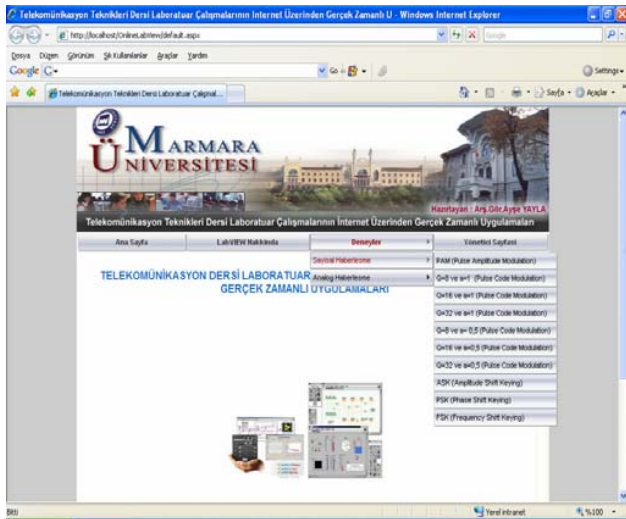 Telekomünikasyon Teknikleri Dersi Laboratuar Çalışmalarının Internet Üzerinden Gerçek Zamanlı U - Windows Internet Explorer
http://localhost/OnlineLabView/default.aspx
Google
Dosya Düzen Görünüm Sık Kullanılanlar Araçlar Yardım
Google G Go Settings
Telekomünikasyon Teknikleri Dersi Laboratuar Çalışmal...
Sayfa Araçlar
MARMARA
ÜNİVERSİTESİ
Hazırlayan : Arş.Gör.Ayşe YAYLA
Telekomünikasyon Teknikleri Dersi Laboratuar Çalışmalarının İnternet Üzerinden Gerçek Zamanlı Uygulamaları
Ana Sayfa LabVIEW Hakkında Deneyler Yönetici Sayfasi
Sayısal Haberlesme
Analog Haberlesme
PAM (Pulse Amplitude Modulation)
Q=8 ve a=1 (Pulse Code Modulation)
Q=16 ve a=1 (Pulse Code Modulation)
Q=32 ve a=1 (Pulse Code Modulation)
Q=8 ve a= 0,5 (Pulse Code Modulation)
Q=16 ve a=0,5 (Pulse Code Modulation)
Q=32 ve a=0,5 (Pulse Code Modulation)
ASK (Amplitude Shift Keying)
PSK (Phase Shift Keying)
FSK (Frequency Shift Keying)
TELEKOMÜNİKASYON DERSİ LABORATUAR
GERÇEK ZAMANLI UYGULAMALARI
Bitti Yerel intranet %100